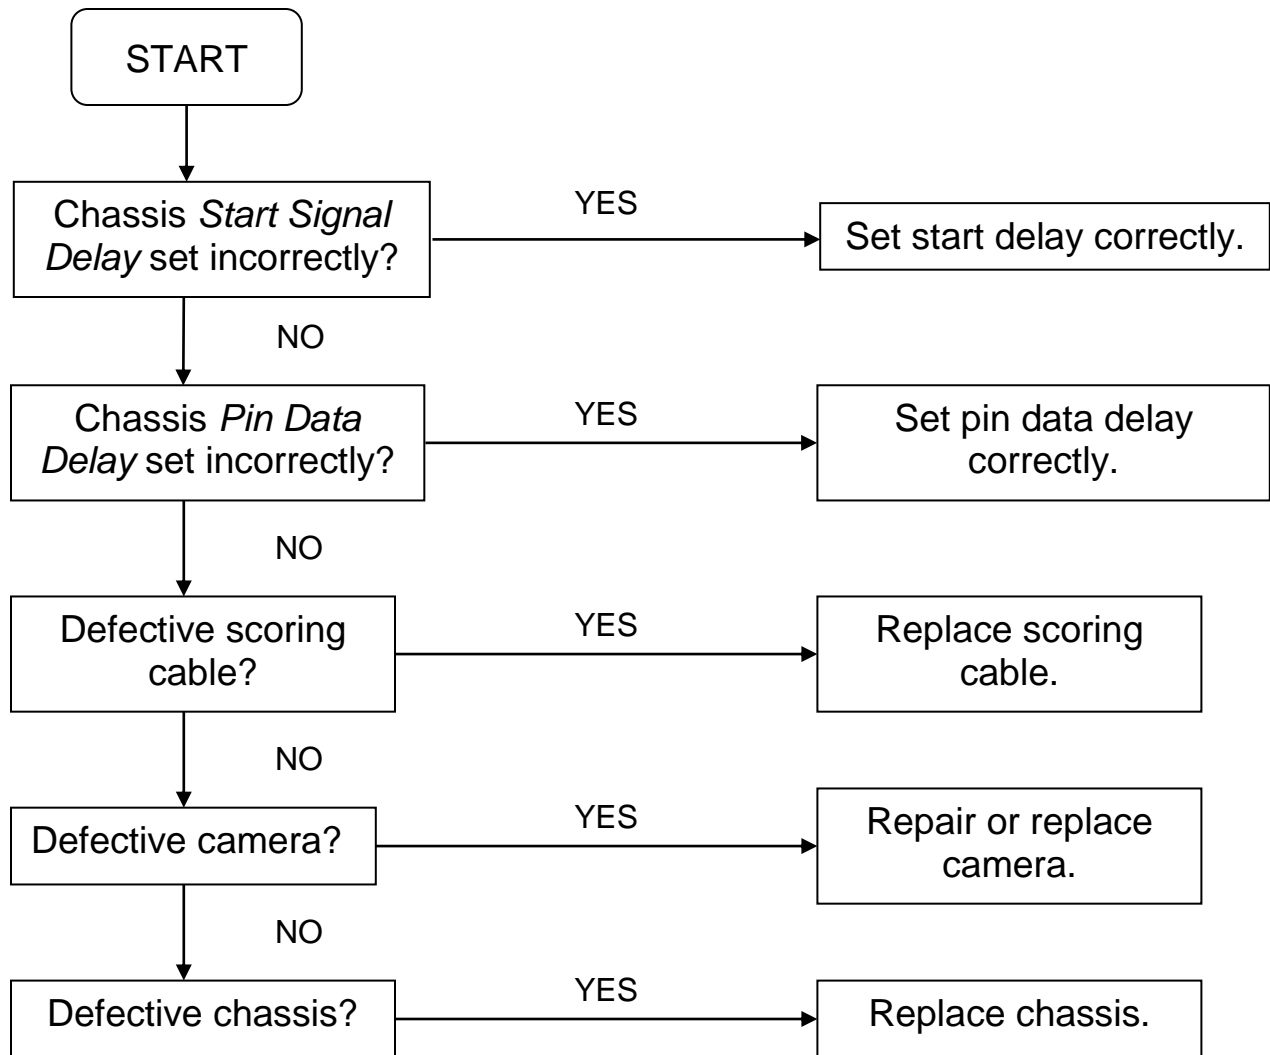 START
Chassis Start Signal
Delay set incorrectly?
YES
Set start delay correctly.
NO
Chassis Pin Data
Delay set incorrectly?
YES
Set pin data delay
correctly.
NO
Defective scoring
cable?
YES
Replace scoring
cable.
NO
Defective camera?
YES
Repair or replace
camera.
NO
Defective chassis?
YES
Replace chassis.